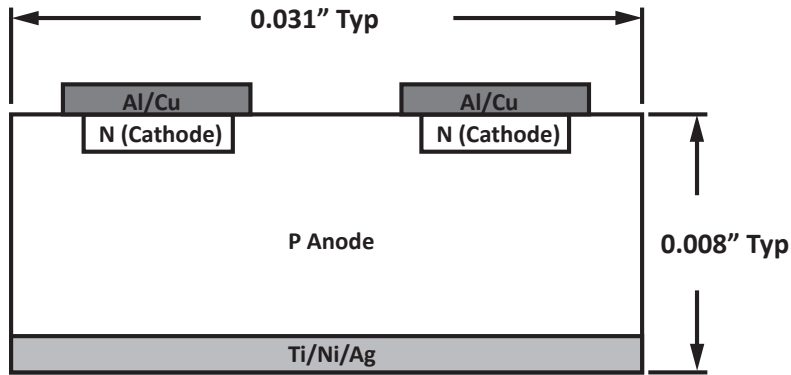 0.031” Typ
Al/Cu Al/Cu
N (Cathode) N (Cathode)
P Anode
0.008” Typ
Ti/Ni/Ag